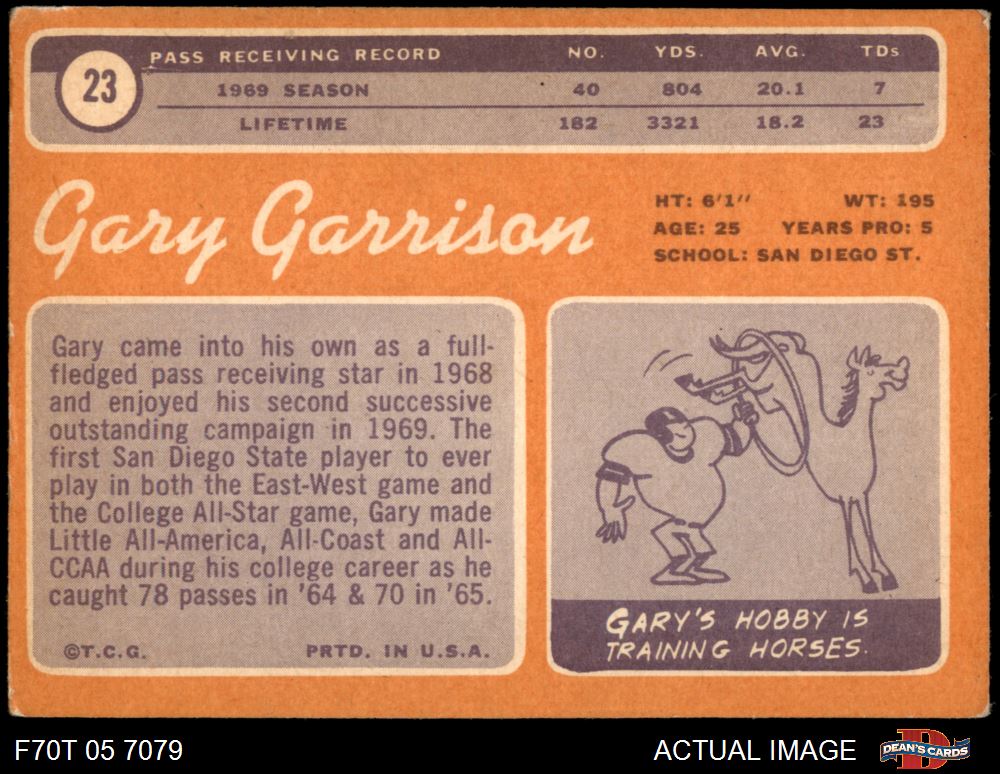 23
PASS RECEIVING RECORD NO. YDS. AVG. TDs
1969 SEASON 40 804 20.1 7
LIFETIME 182 3321 18.2 23
Gary Garrison
HT: 6'1" WT: 195
AGE: 25 YEARS PRO: 5
SCHOOL: SAN DIEGO ST.
Gary came into his own as a full-
fledged pass receiving star in 1968
and enjoyed his second successive
outstanding campaign in 1969. The
first San Diego State player to ever
play in both the East-West game and
the College All-Star game, Gary made
Little All-America, All-Coast and All-
CCAA during his college career as he
caught 78 passes in '64 & 70 in '65.
©T.C.G. PRTD. IN U.S.A.
GARY'S HOBBY IS
TRAINING HORSES.
F70T 05 7079 ACTUAL IMAGE
DEAN'S CARDS